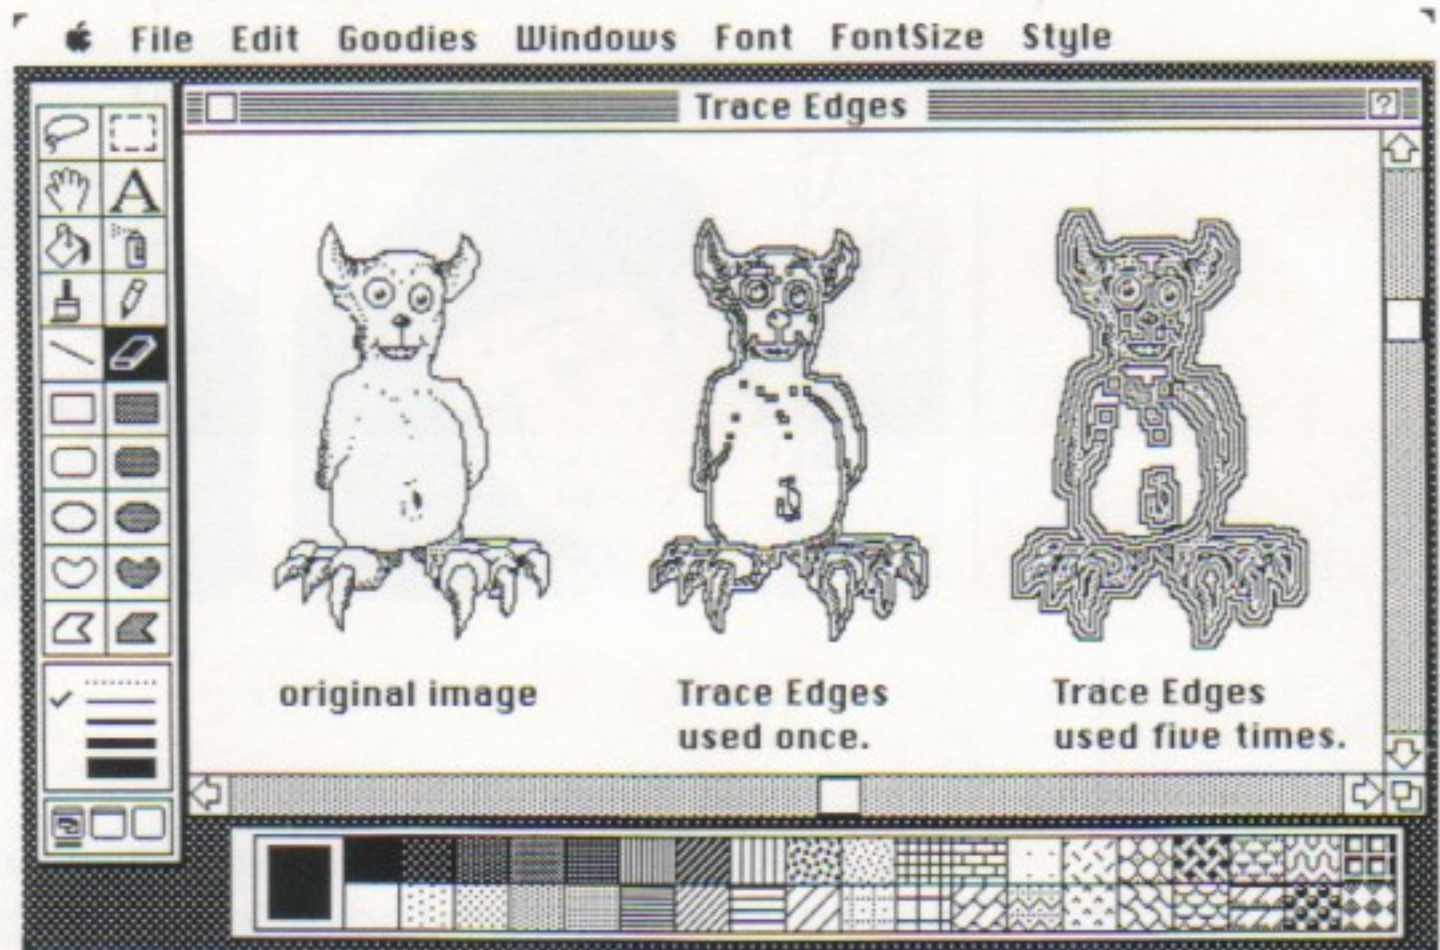 File Edit Goodies Windows Font FontSize Style
Trace Edges
?
A
original image
Trace Edges
used once.
Trace Edges
used five times.